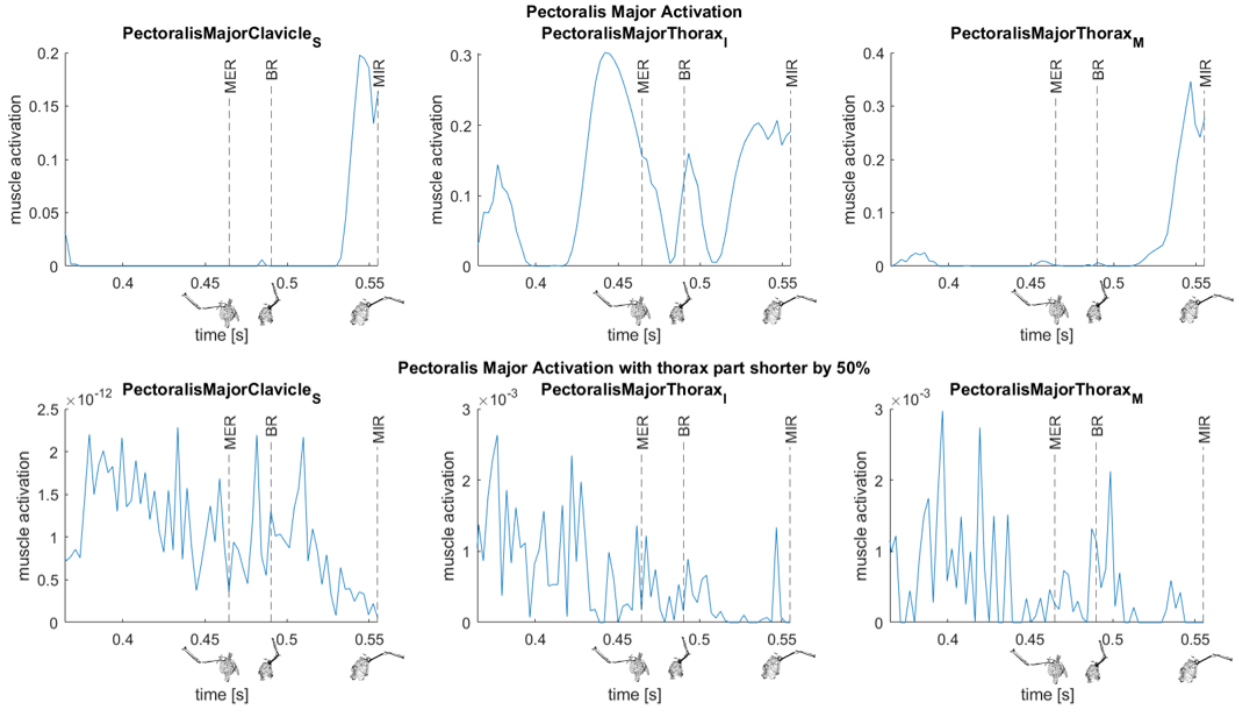 Pectoralis Major Activation
PectoralisMajorClavicle_S
muscle activation
0.2
0.15
0.1
0.05
0
0.4
0.45
0.5
0.55
MER
BR
MIR
time [s]
PectoralisMajorThorax_I
muscle activation
0.3
0.2
0.1
0
0.4
0.45
0.5
0.55
MER
BR
MIR
time [s]
PectoralisMajorThorax_M
muscle activation
0.4
0.3
0.2
0.1
0
0.4
0.45
0.5
0.55
MER
BR
MIR
time [s]
Pectoralis Major Activation with thorax part shorter by 50%
PectoralisMajorClavicle_S
×10^-12
muscle activation
2.5
2
1.5
1
0.5
0
0.4
0.45
0.5
0.55
MER
BR
MIR
time [s]
PectoralisMajorThorax_I
×10^-3
muscle activation
3
2
1
0
0.4
0.45
0.5
0.55
MER
BR
MIR
time [s]
PectoralisMajorThorax_M
×10^-3
muscle activation
3
2
1
0
0.4
0.45
0.5
0.55
MER
BR
MIR
time [s]